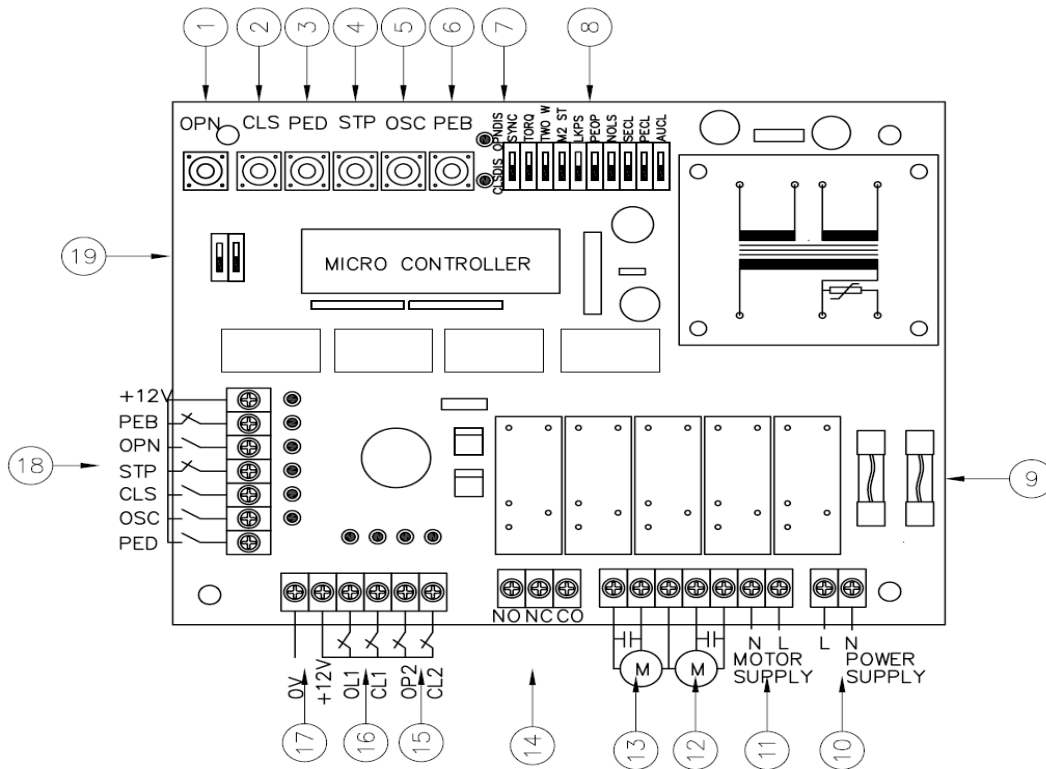 1 2 3 4 5 6 7 8
OPN CLS PED STP OSC PEB
CLSDIS OPNDIS
SYNC
TORQ
TWO W
M2 ST
LKPS
PEOP
NOLS
SECL
PECL
AUCL
19
MICRO CONTROLLER
+12V
PEB
OPN
18
STP
CLS
OSC
PED
9
NO NC CO
0V
+12V
OL1
CL1
OP2
CL2
M M
N L
MOTOR
SUPPLY
L N
POWER
SUPPLY
17 16 15 14 13 12 11 10